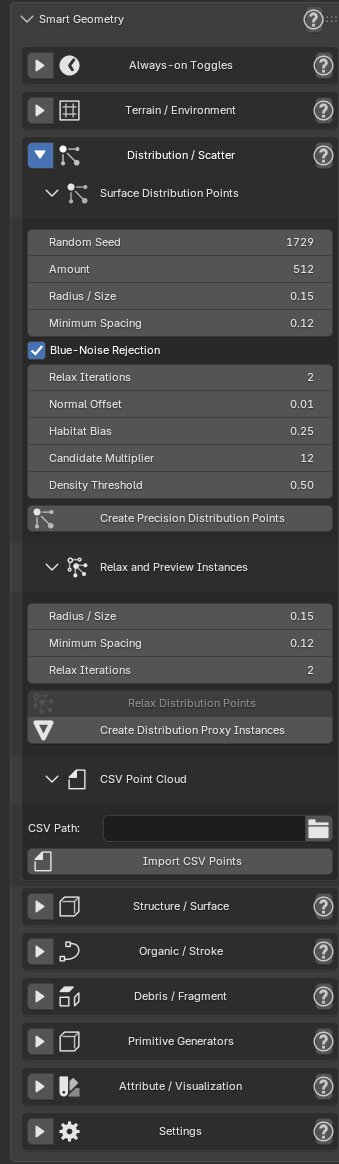 Smart Geometry
Always-on Toggles
Terrain / Environment
Distribution / Scatter
Surface Distribution Points
Random Seed 1729
Amount 512
Radius / Size 0.15
Minimum Spacing 0.12
Blue-Noise Rejection
Relax Iterations 2
Normal Offset 0.01
Habitat Bias 0.25
Candidate Multiplier 12
Density Threshold 0.50
Create Precision Distribution Points
Relax and Preview Instances
Radius / Size 0.15
Minimum Spacing 0.12
Relax Iterations 2
Relax Distribution Points
Create Distribution Proxy Instances
CSV Point Cloud
CSV Path:
Import CSV Points
Structure / Surface
Organic / Stroke
Debris / Fragment
Primitive Generators
Attribute / Visualization
Settings